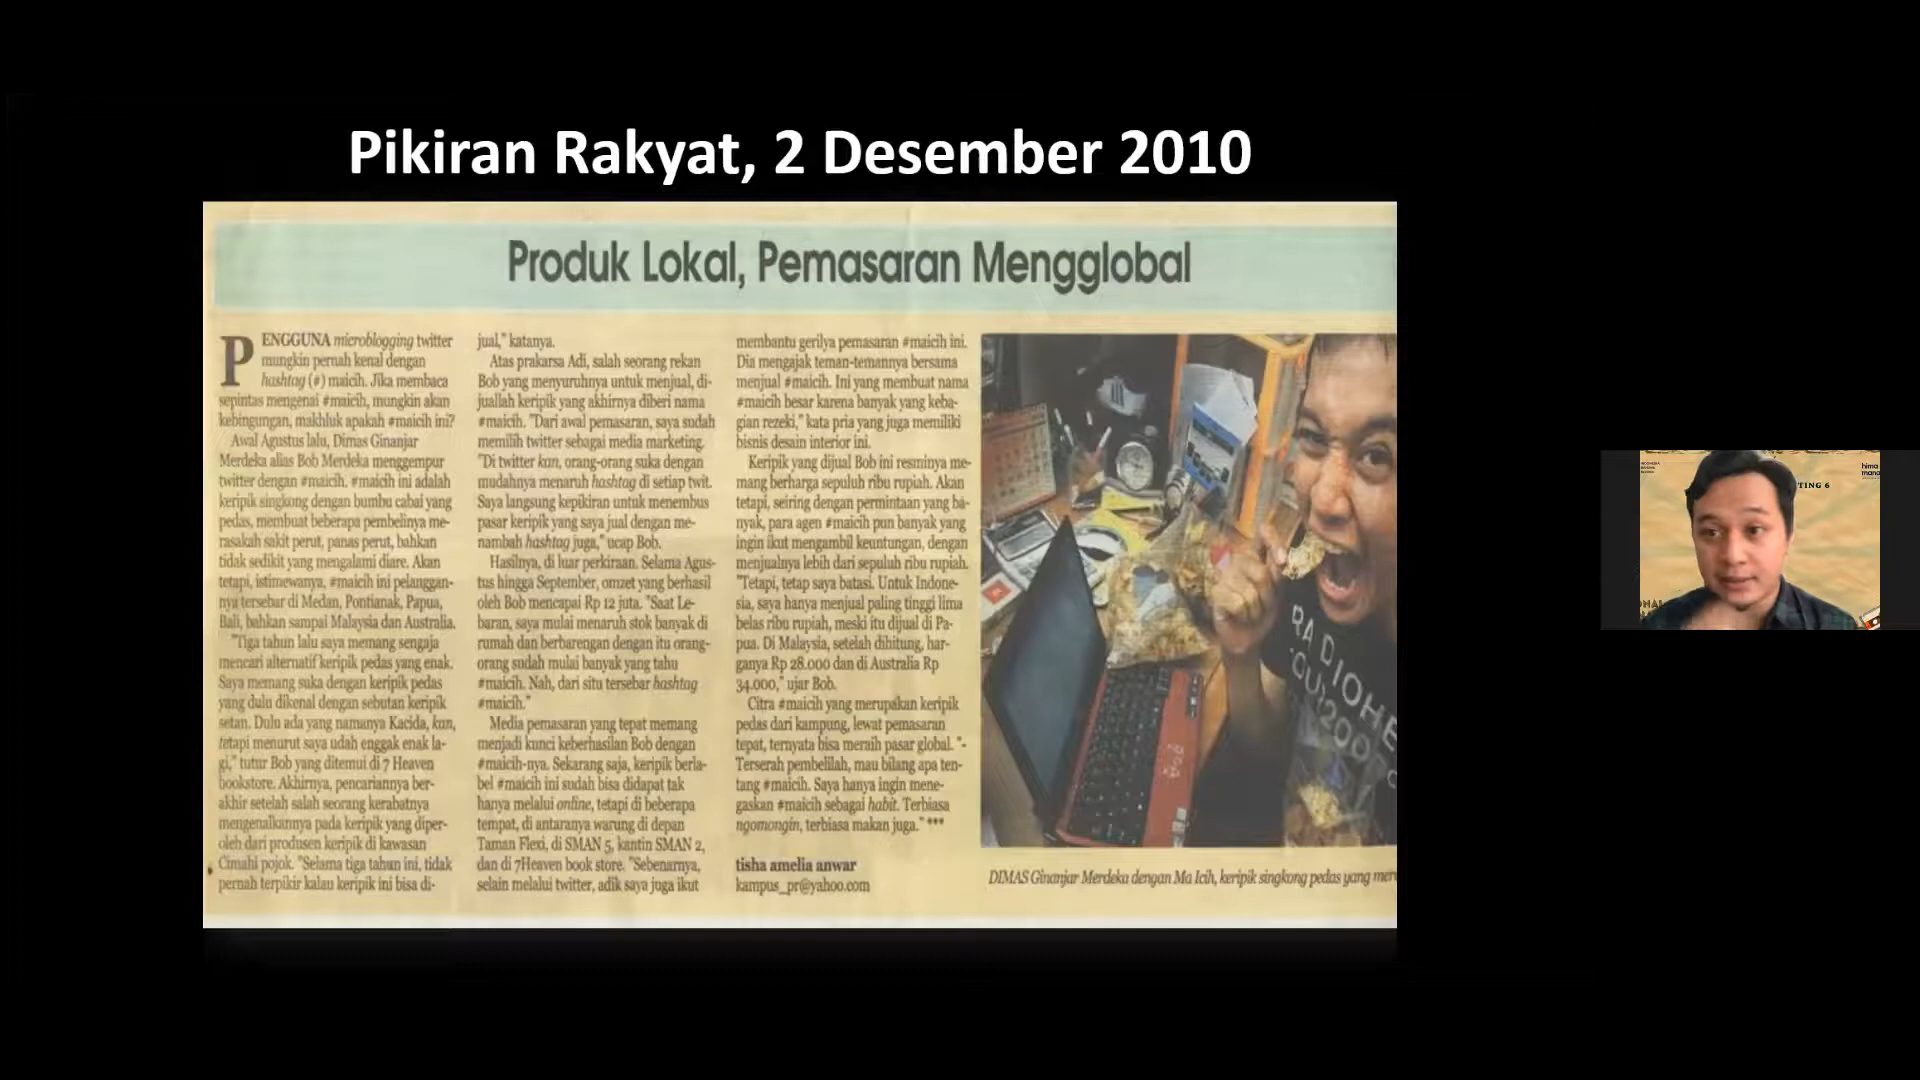 Pikiran Rakyat, 2 Desember 2010
Produk Lokal, Pemasaran Mengglobal
PENGGUNA microblogging twitter
mungkin pernah kenal dengan
hashtag (#) maicih. Jika membaca
sepintas mengenai #maicih, mungkin akan
kebingungan, makhluk apakah #maicih ini?
Awal Agustus lalu, Dimas Ginanjar
Merdeka alias Bob Merdeka menggempur
twitter dengan #maicih. #maicih ini adalah
keripik singkong dengan bumbu cabai yang
pedas, membuat beberapa pembelinya me-
rasakah sakit perut, panas perut, bahkan
tidak sedikit yang mengalami diare. Akan
tetapi, istimewanya, #maicih ini pelanggan-
nya tersebar di Medan, Pontianak, Papua,
Bali, bahkan sampai Malaysia dan Australia.
"Tiga tahun lalu saya memang sengaja
mencari alternatif keripik pedas yang enak.
Saya memang suka dengan keripik pedas
yang dulu dikenal dengan sebutan keripik
setan. Dulu ada yang namanya Kacida, kan,
tetapi menurut saya udah enggak enak la-
gi," tutur Bob yang ditemui di 7 Heaven
bookstore. Akhirnya, pencariannya ber-
akhir setelah salah seorang kerabatnya
mengenalkannya pada keripik yang diper-
oleh dari produsen keripik di kawasan
Cimahi pojok. "Selama tiga tahun ini, tidak
pernah terpikir kalau keripik ini bisa di-
jual," katanya.
Atas prakarsa Adi, salah seorang rekan
Bob yang menyuruhnya untuk menjual, di-
juallah keripik yang akhirnya diberi nama
#maicih. "Dari awal pemasaran, saya sudah
memilih twitter sebagai media marketing.
"Di twitter kan, orang-orang suka dengan
mudahnya menaruh hashtag di setiap twit.
Saya langsung kepikiran untuk menembus
pasar keripik yang saya jual dengan me-
nambah hashtag juga," ucap Bob.
Hasilnya, di luar perkiraan. Selama Agus-
tus hingga September, omzet yang berhasil
oleh Bob mencapai Rp 12 juta. "Saat Le-
baran, saya mulai menaruh stok banyak di
rumah dan berbarengan dengan itu orang-
orang sudah mulai banyak yang tahu
#maicih. Nah, dari situ tersebar hashtag
#maicih."
Media pemasaran yang tepat memang
menjadi kunci keberhasilan Bob dengan
#maicih-nya. Sekarang saja, keripik berla-
bel #maicih ini sudah bisa didapat tak
hanya melalui online, tetapi di beberapa
tempat, di antaranya warung di depan
Taman Flexi, di SMAN 5, kantin SMAN 2,
dan di 7Heaven book store. "Sebenarnya,
selain melalui twitter, adik saya juga ikut
membantu gerilya pemasaran #maicih ini.
Dia mengajak teman-temannya bersama
menjual #maicih. Ini yang membuat nama
#maicih besar karena banyak yang keba-
gian rezeki," kata pria yang juga memiliki
bisnis desain interior ini.
Keripik yang dijual Bob ini resminya me-
mang berharga sepuluh ribu rupiah. Akan
tetapi, seiring dengan permintaan yang ba-
nyak, para agen #maicih pun banyak yang
ingin ikut mengambil keuntungan, dengan
menjualnya lebih dari sepuluh ribu rupiah.
"Tetapi, tetap saya batasi. Untuk Indone-
sia, saya hanya menjual paling tinggi lima
belas ribu rupiah, meski itu dijual di Pa-
pua. Di Malaysia, setelah dihitung, har-
ganya Rp 28.000 dan di Australia Rp
34.000," ujar Bob.
Citra #maicih yang merupakan keripik
pedas dari kampung, lewat pemasaran
tepat, ternyata bisa meraih pasar global. "-
Terserah pembelilah, mau bilang apa ten-
tang #maicih. Saya hanya ingin mene-
gaskan #maicih sebagai habit. Terbiasa
ngomongin, terbiasa makan juga." ***
tisha amelia anwar
kampus_pr@yahoo.com
RADIOHE
DIMAS Ginanjar Merdeka dengan Ma Icih, keripik singkong pedas yang
hima
TING 6